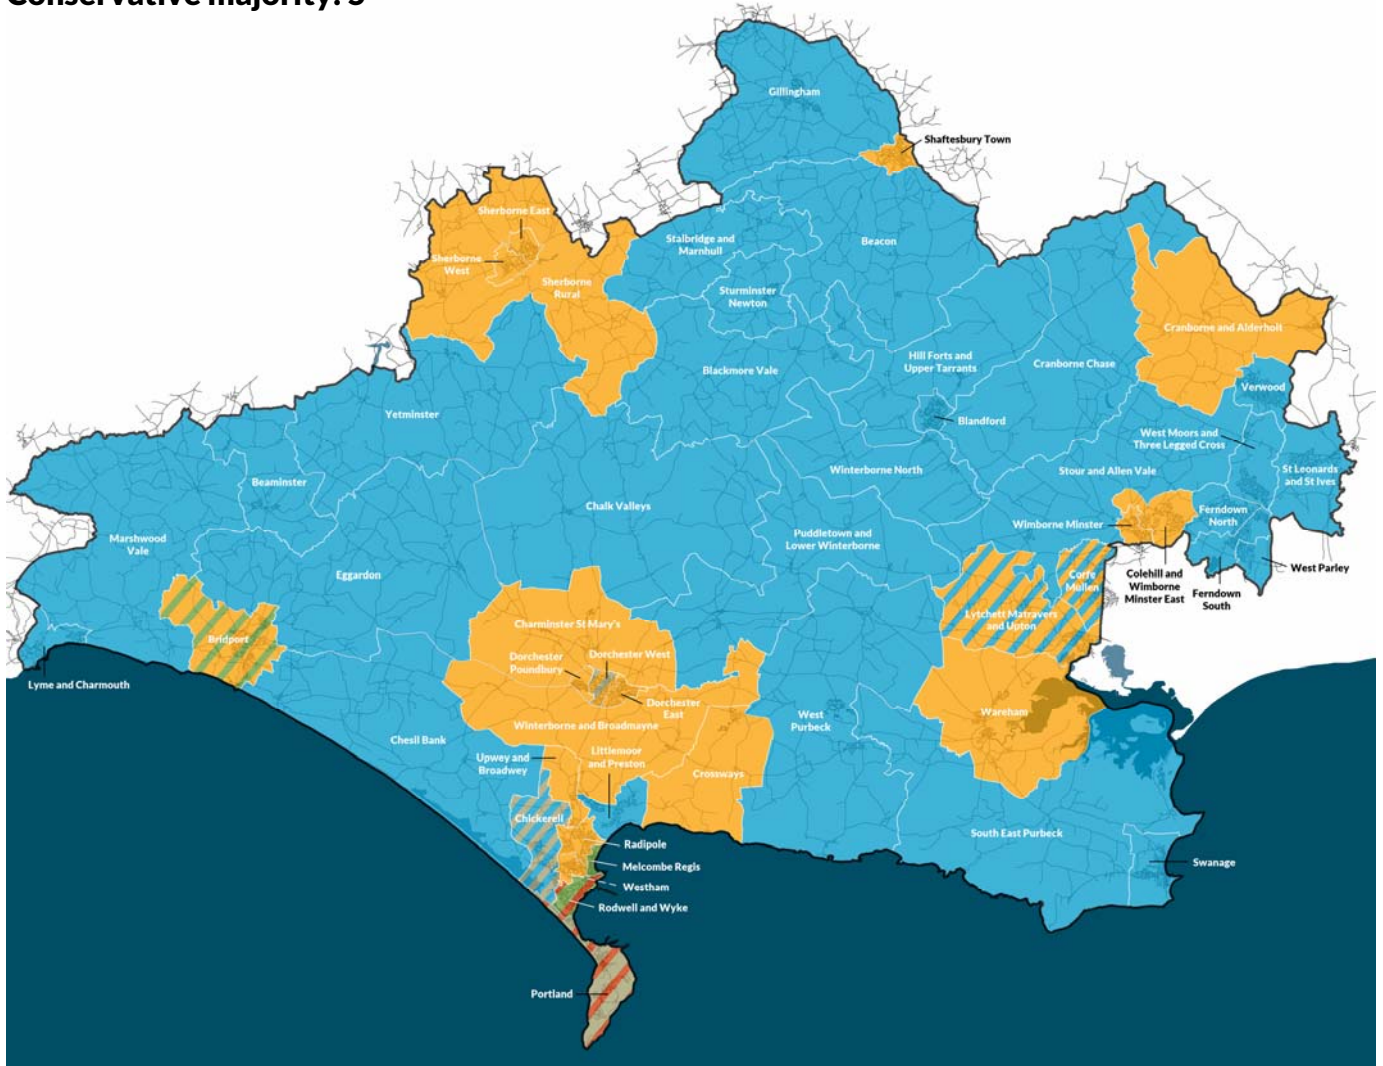 Conservative majority: 5
Gillingham
Shaftesbury Town
Sherborne East
Sherborne
West
Sherborne
Rural
Stalbridge and
Marnhull
Beacon
Sturminster
Newton
Cranborne and Alderholt
Hill Forts and
Upper Tarrants
Cranborne Chase
Blackmore Vale
Verwood
Yetminster
Blandford
West Moors and
Three Legged Cross
Winterborne North
Stour and Allen Vale
St Leonards
and St Ives
Beaminster
Chalk Valleys
Ferndown
North
Wimborne Minster
Marshwood
Vale
Puddletown and
Lower Winterborne
West Parley
Eggardon
Corfe
Mullen
Colehill and
Wimborne
Minster East
Ferndown
South
Lytchett Matravers
and Upton
Charminster St Mary's
Bridport
Dorchester
Poundbury
Dorchester West
Lyme and Charmouth
Dorchester
East
Wareham
West
Purbeck
Winterborne and Broadmayne
Chesil Bank
Upwey and
Broadwey
Littlemoor
and Preston
Crossways
Chickerell
South East Purbeck
Radipole
Swanage
Melcombe Regis
Westham
Rodwell and Wyke
Portland